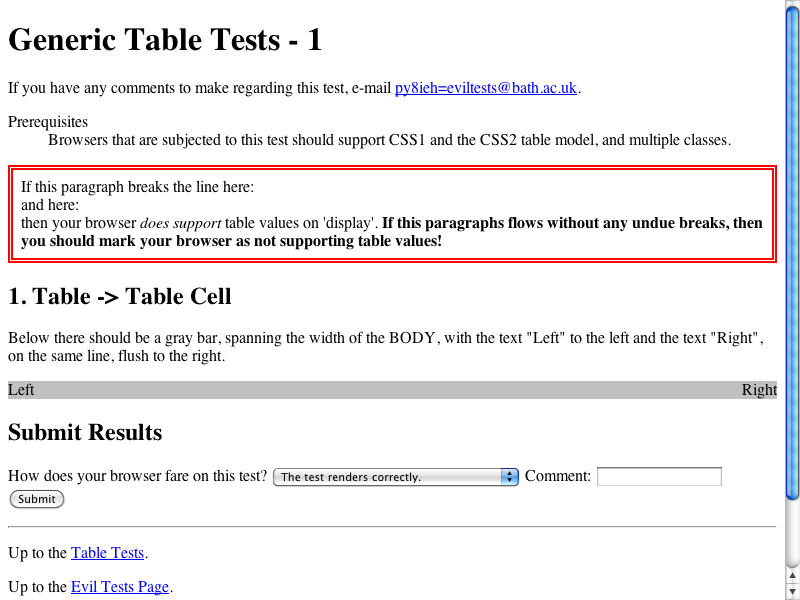 Generic Table Tests - 1
If you have any comments to make regarding this test, e-mail py8ieh=eviltests@bath.ac.uk.
Prerequisites
Browsers that are subjected to this test should support CSS1 and the CSS2 table model, and multiple classes.
If this paragraph breaks the line here:
and here:
then your browser does support table values on 'display'. If this paragraphs flows without any undue breaks, then
you should mark your browser as not supporting table values!
1. Table -> Table Cell
Below there should be a gray bar, spanning the width of the BODY, with the text "Left" to the left and the text "Right",
on the same line, flush to the right.
Left Right
Submit Results
How does your browser fare on this test? The test renders correctly. Comment:
Submit
Up to the Table Tests.
Up to the Evil Tests Page.